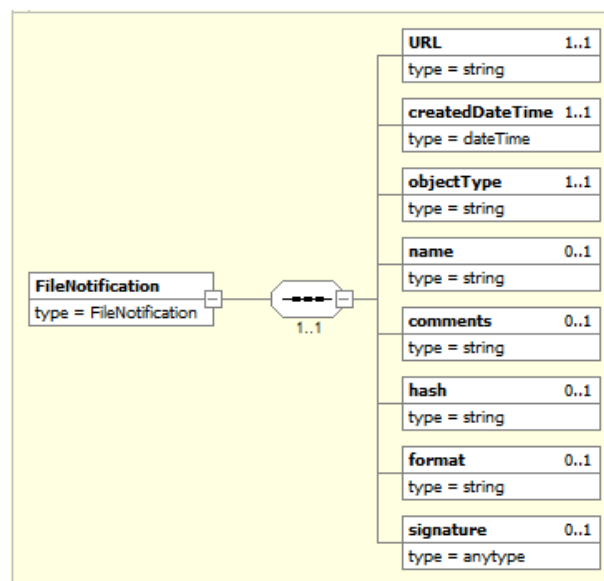 FileNotification
type = FileNotification
1..1
URL 1..1
type = string
createdDateTime 1..1
type = dateTime
objectType 1..1
type = string
name 0..1
type = string
comments 0..1
type = string
hash 0..1
type = string
format 0..1
type = string
signature 0..1
type = anytype